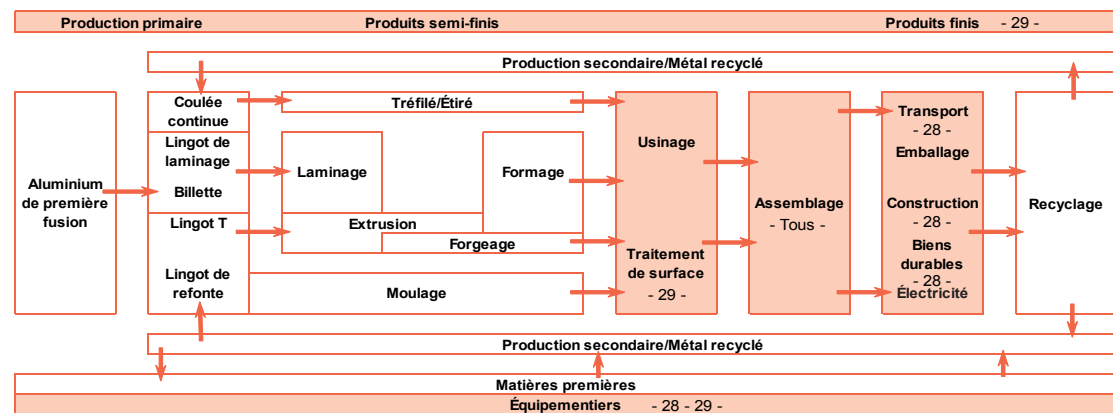 Production primaire
Produits semi-finis
Produits finis - 29 -
Production secondaire/Métal recyclé
Aluminium
de première
fusion
Coulée
continue
Lingot de
laminage
Billette
Lingot T
Lingot de
refonte
Tréfilé/Étiré
Laminage
Formage
Extrusion
Forgeage
Moulage
Usinage
Traitement
de surface
- 29 -
Assemblage
- Tous -
Transport
- 28 -
Emballage
Construction
- 28 -
Biens
durables
- 28 -
Électricité
Recyclage
Production secondaire/Métal recyclé
Matières premières
Équipementiers - 28 - 29 -